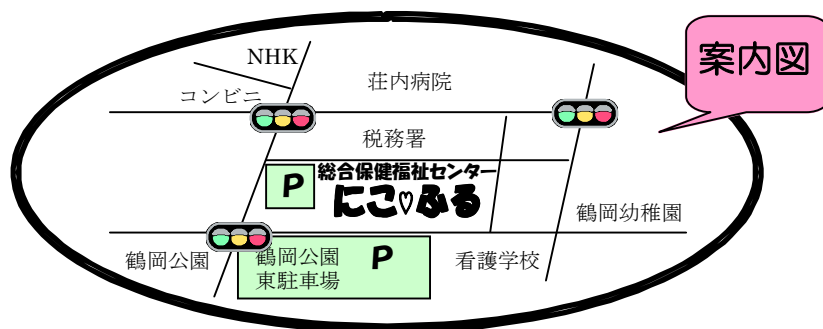 案内図
NHK
荘内病院
コンビニ
税務署
P
総合保健福祉センター
にこ♡ふる
鶴岡幼稚園
鶴岡公園
鶴岡公園
東駐車場
P
看護学校